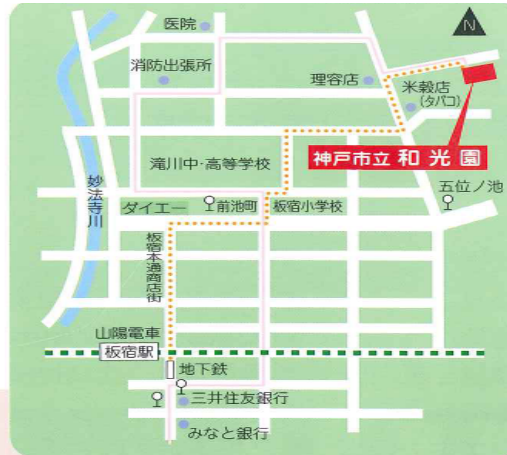 医院
N
消防出張所
理容店
米穀店
(タバコ)
滝川中・高等学校
神戸市立 和光園
妙法寺川
ダイエー
前池町
板宿小学校
五位ノ池
板宿本通商店街
山陽電車
板宿駅
地下鉄
三井住友銀行
みなと銀行